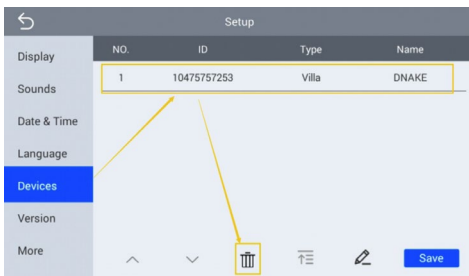 Setup
Display
Sounds
Date & Time
Language
Devices
Version
More
NO. ID Type Name
1 10475757253 Villa DNAKE
Save